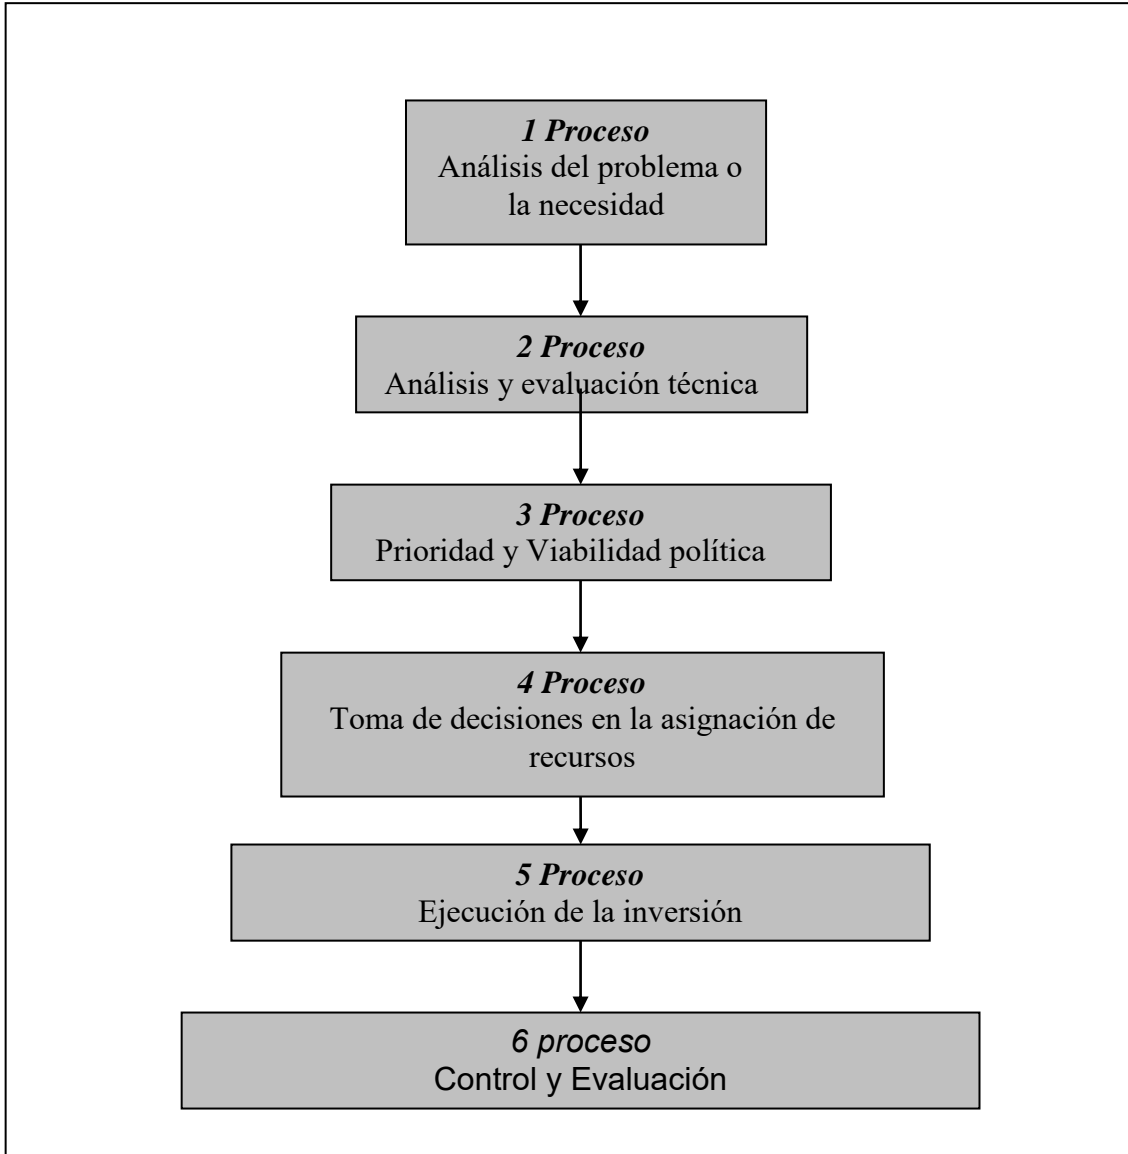 1 Proceso
Análisis del problema o
la necesidad
2 Proceso
Análisis y evaluación técnica
3 Proceso
Prioridad y Viabilidad política
4 Proceso
Toma de decisiones en la asignación de
recursos
5 Proceso
Ejecución de la inversión
6 proceso
Control y Evaluación